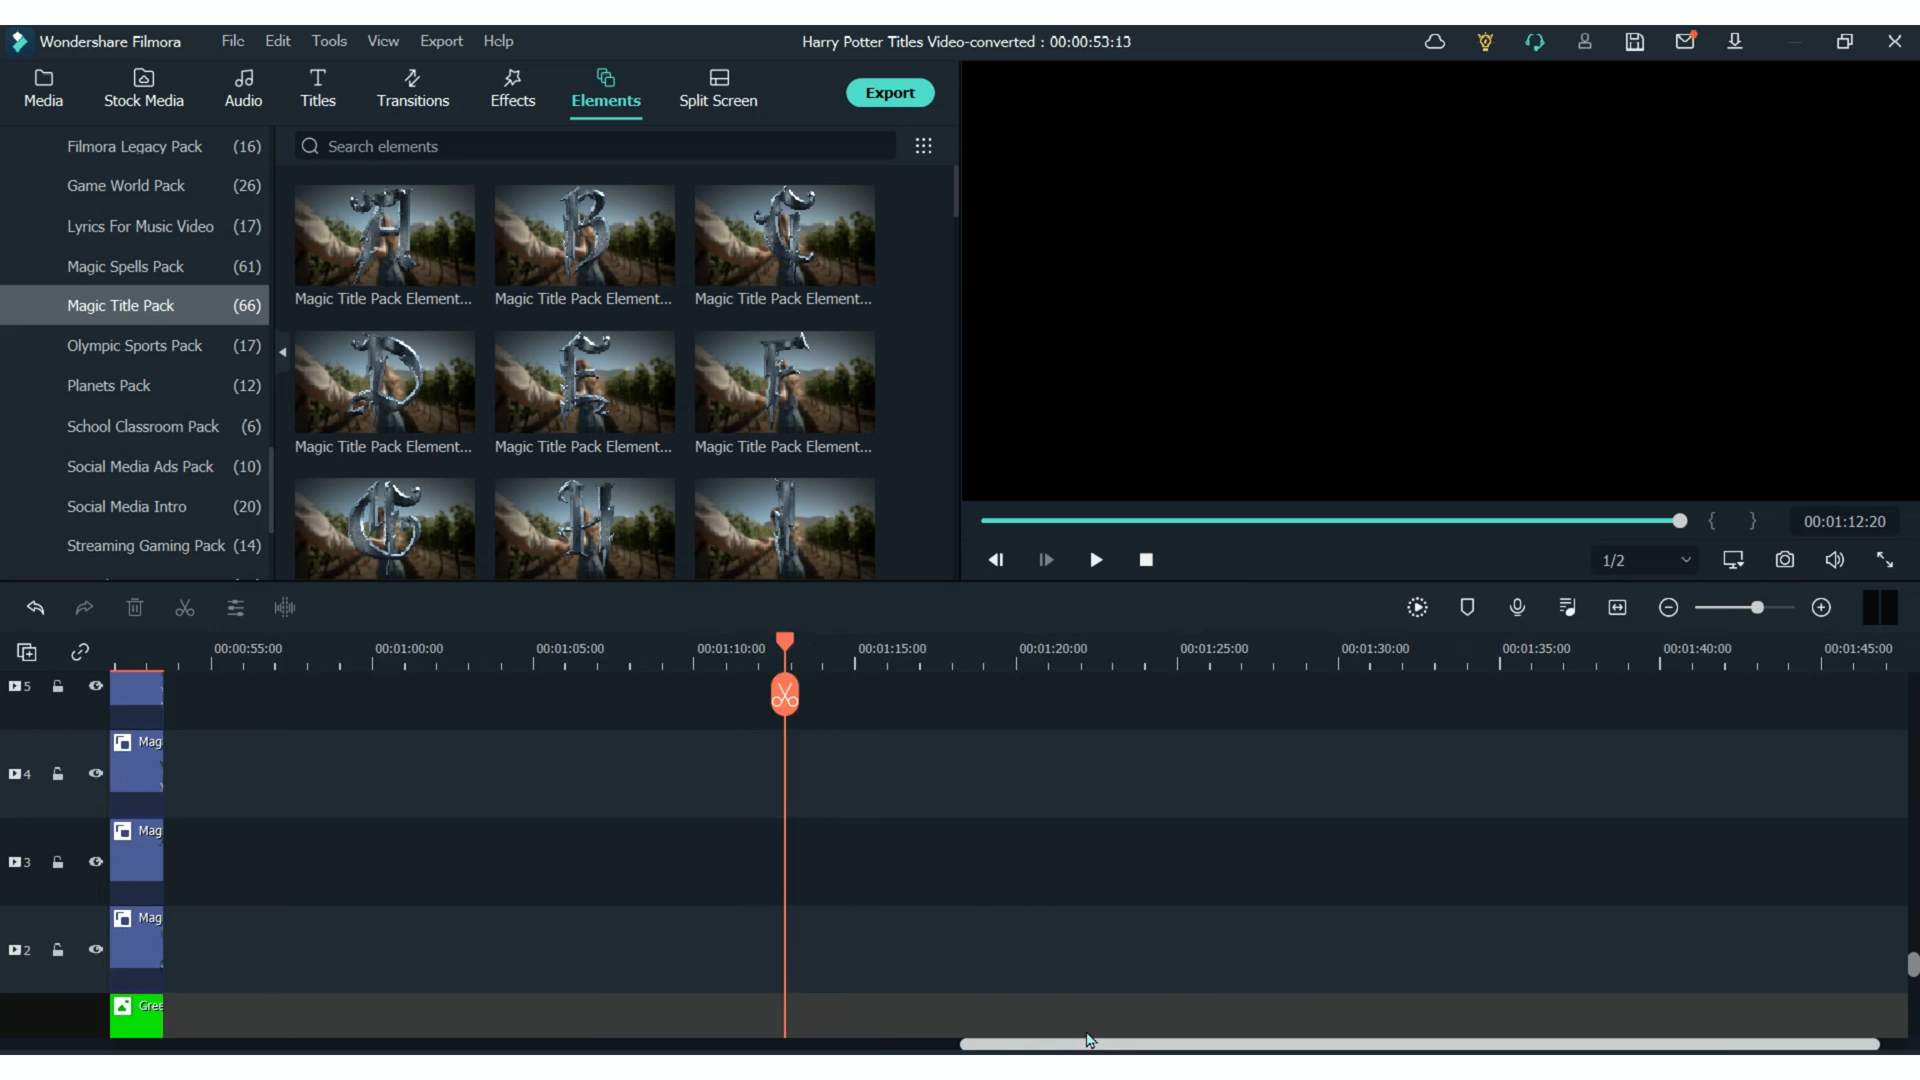 Wondershare Filmora File Edit Tools View Export Help Harry Potter Titles Video-converted : 00:00:53:13
Media Stock Media Audio Titles Transitions Effects Elements Split Screen Export
Filmora Legacy Pack (16)
Game World Pack (26)
Lyrics For Music Video (17)
Magic Spells Pack (61)
Magic Title Pack (66)
Olympic Sports Pack (17)
Planets Pack (12)
School Classroom Pack (6)
Social Media Ads Pack (10)
Social Media Intro (20)
Streaming Gaming Pack (14)
Search elements
A B C
Magic Title Pack Element... Magic Title Pack Element... Magic Title Pack Element...
D E F
Magic Title Pack Element... Magic Title Pack Element... Magic Title Pack Element...
G H I
{ } 00:01:12:20
1/2
00:00:55:00 00:01:00:00 00:01:05:00 00:01:10:00 00:01:15:00 00:01:20:00 00:01:25:00 00:01:30:00 00:01:35:00 00:01:40:00 00:01:45:00
5
4 Mag
3 Mag
2 Mag
Gree